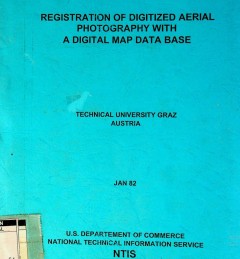 REGISTRATION OF DIGITIZED AERIAL
PHOTOGRAPHY WITH
A DIGITAL MAP DATA BASE
TECHNICAL UNIVERSITY GRAZ
AUSTRIA
JAN 82
U.S. DEPARTEMENT OF COMMERCE
NATIONAL TECHNICAL INFORMATION SERVICE
NTIS